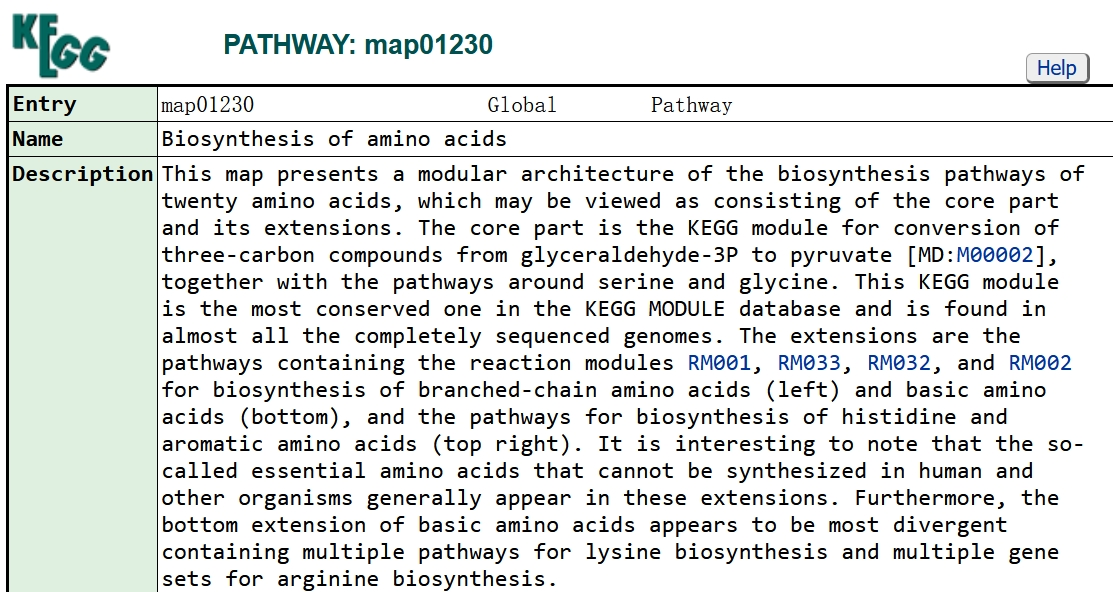 KEGG
PATHWAY: map01230
Help
Entry map01230 Global Pathway
Name Biosynthesis of amino acids
Description This map presents a modular architecture of the biosynthesis pathways of
twenty amino acids, which may be viewed as consisting of the core part
and its extensions. The core part is the KEGG module for conversion of
three-carbon compounds from glyceraldehyde-3P to pyruvate [MD:M00002],
together with the pathways around serine and glycine. This KEGG module
is the most conserved one in the KEGG MODULE database and is found in
almost all the completely sequenced genomes. The extensions are the
pathways containing the reaction modules RM001, RM033, RM032, and RM002
for biosynthesis of branched-chain amino acids (left) and basic amino
acids (bottom), and the pathways for biosynthesis of histidine and
aromatic amino acids (top right). It is interesting to note that the so-
called essential amino acids that cannot be synthesized in human and
other organisms generally appear in these extensions. Furthermore, the
bottom extension of basic amino acids appears to be most divergent
containing multiple pathways for lysine biosynthesis and multiple gene
sets for arginine biosynthesis.